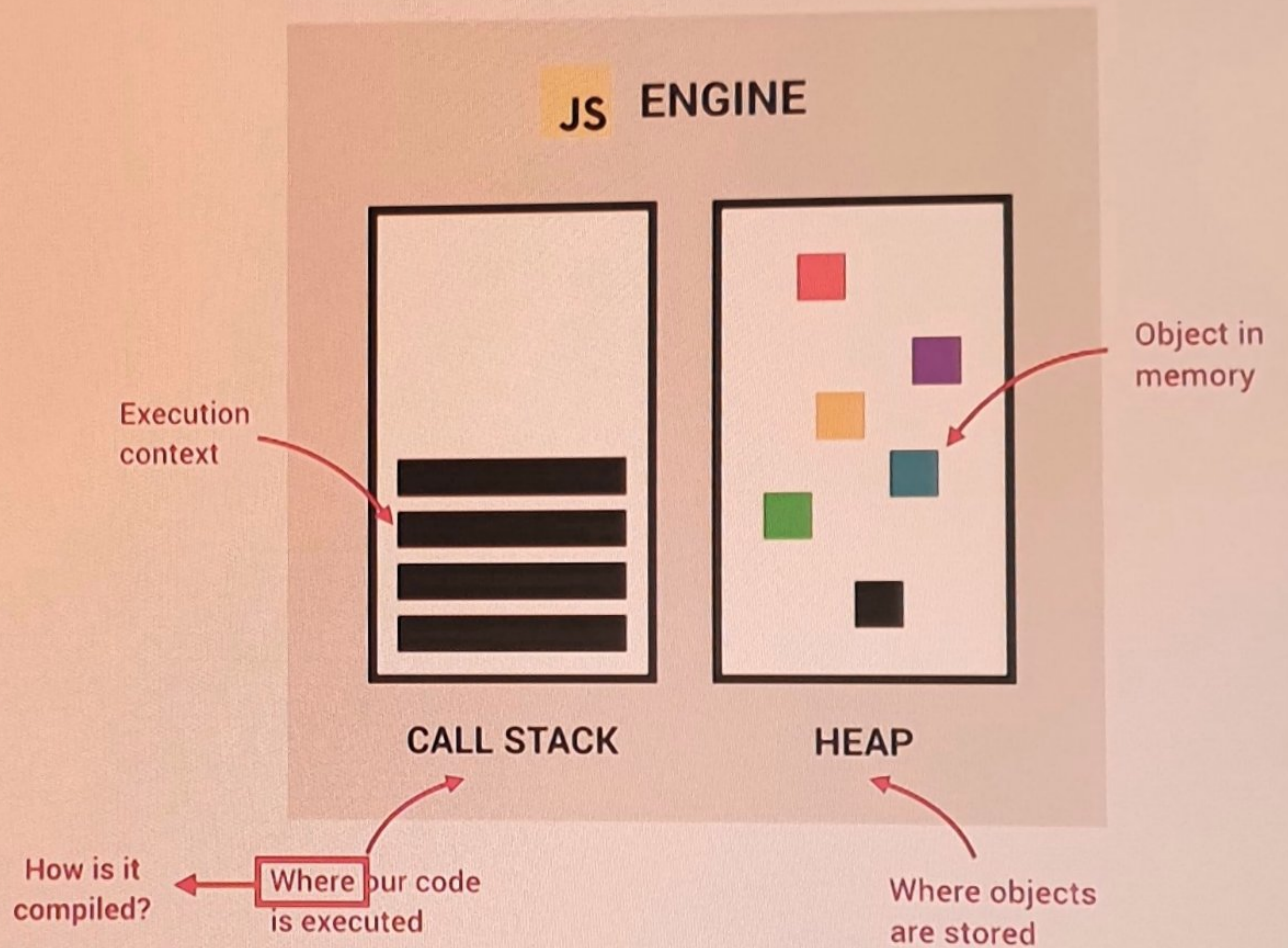 JS ENGINE
Execution
context
Object in
memory
CALL STACK
HEAP
How is it
compiled?
Where our code
is executed
Where objects
are stored